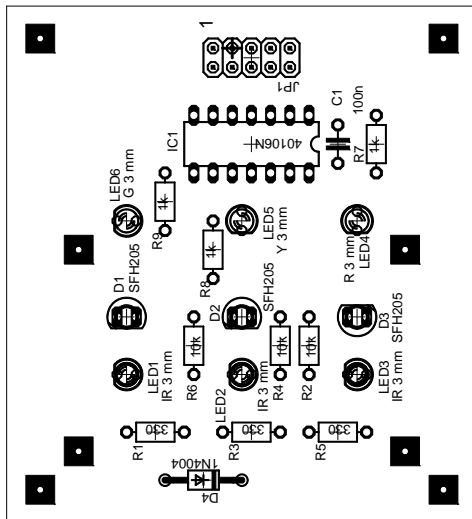 1
JP1
C1
100n
IC1
40106N
R7
1k
LED6
G 3 mm
1k
R9
LED5
Y 3 mm
R 3 mm
LED4
1k
R8
D1
SFH205
D2
SFH205
D3
SFH205
10k
R6
10k
R4
10k
R2
LED1
IR 3 mm
LED2
IR 3 mm
LED3
IR 3 mm
330
R1
330
R3
330
R5
1N4004
D4